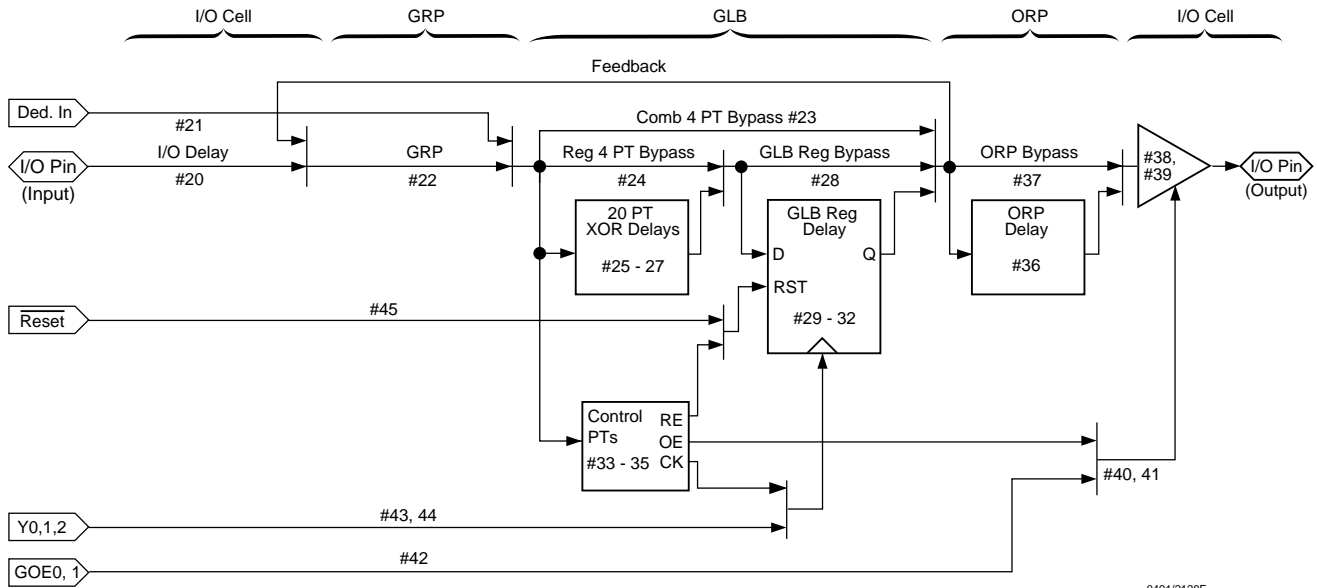 I/O Cell
GRP
GLB
ORP
I/O Cell
Feedback
Ded. In
#21
Comb 4 PT Bypass #23
I/O Pin
(Input)
I/O Delay
#20
GRP
#22
Reg 4 PT Bypass
#24
GLB Reg Bypass
#28
ORP Bypass
#37
#38,
#39
I/O Pin
(Output)
20 PT
XOR Delays
#25 - 27
GLB Reg
Delay
D
Q
RST
#29 - 32
ORP
Delay
#36
Reset
#45
Control
PTs
#33 - 35
RE
OE
CK
#40, 41
Y0,1,2
#43, 44
GOE0, 1
#42